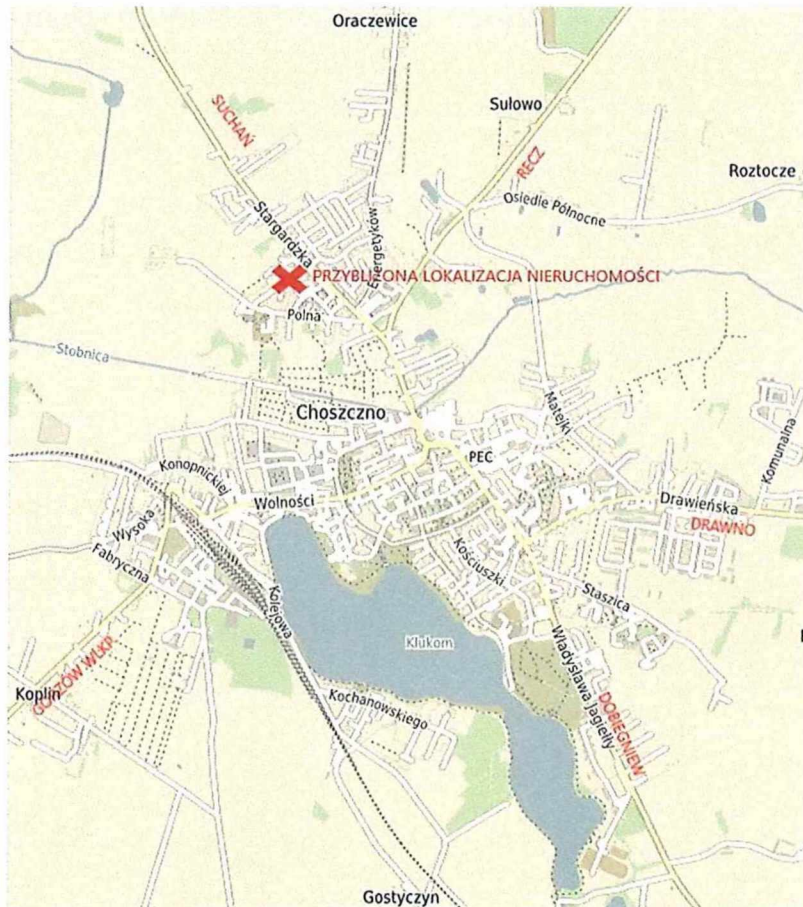 Oraczewice
SUCHAŃ
Sułowo
RECZ
Roztocze
Osiedle Północne
Stargardzka
Energetyków
PRZYBLIŻONA LOKALIZACJA NIERUCHOMOŚCI
Polna
Stobnica
Choszczno
Matejki
Komunalna
PEC
Konopnickiej
Wolności
Drawieńska
DRAWNO
Wysoka
Fabryczna
Kościuszki
Staszica
Kolejowa
Klukom
Władysława Jagiełły
Koplin
GORZÓW WLKP
Kochanowskiego
DOBIEGNIEW
Gostyczyn